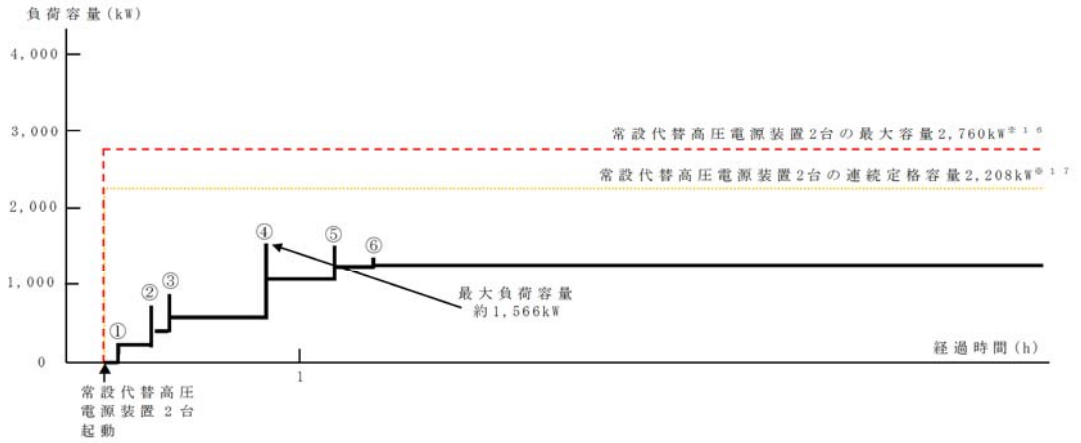 負荷容量(kW)
4,000
3,000
常設代替高圧電源装置2台の最大容量2,760kW※16
常設代替高圧電源装置2台の連続定格容量2,208kW※17
2,000
④
⑤
⑥
②
③
1,000
①
最大負荷容量
約1,566kW
0
経過時間(h)
1
常設代替高圧
電源装置2台
起動